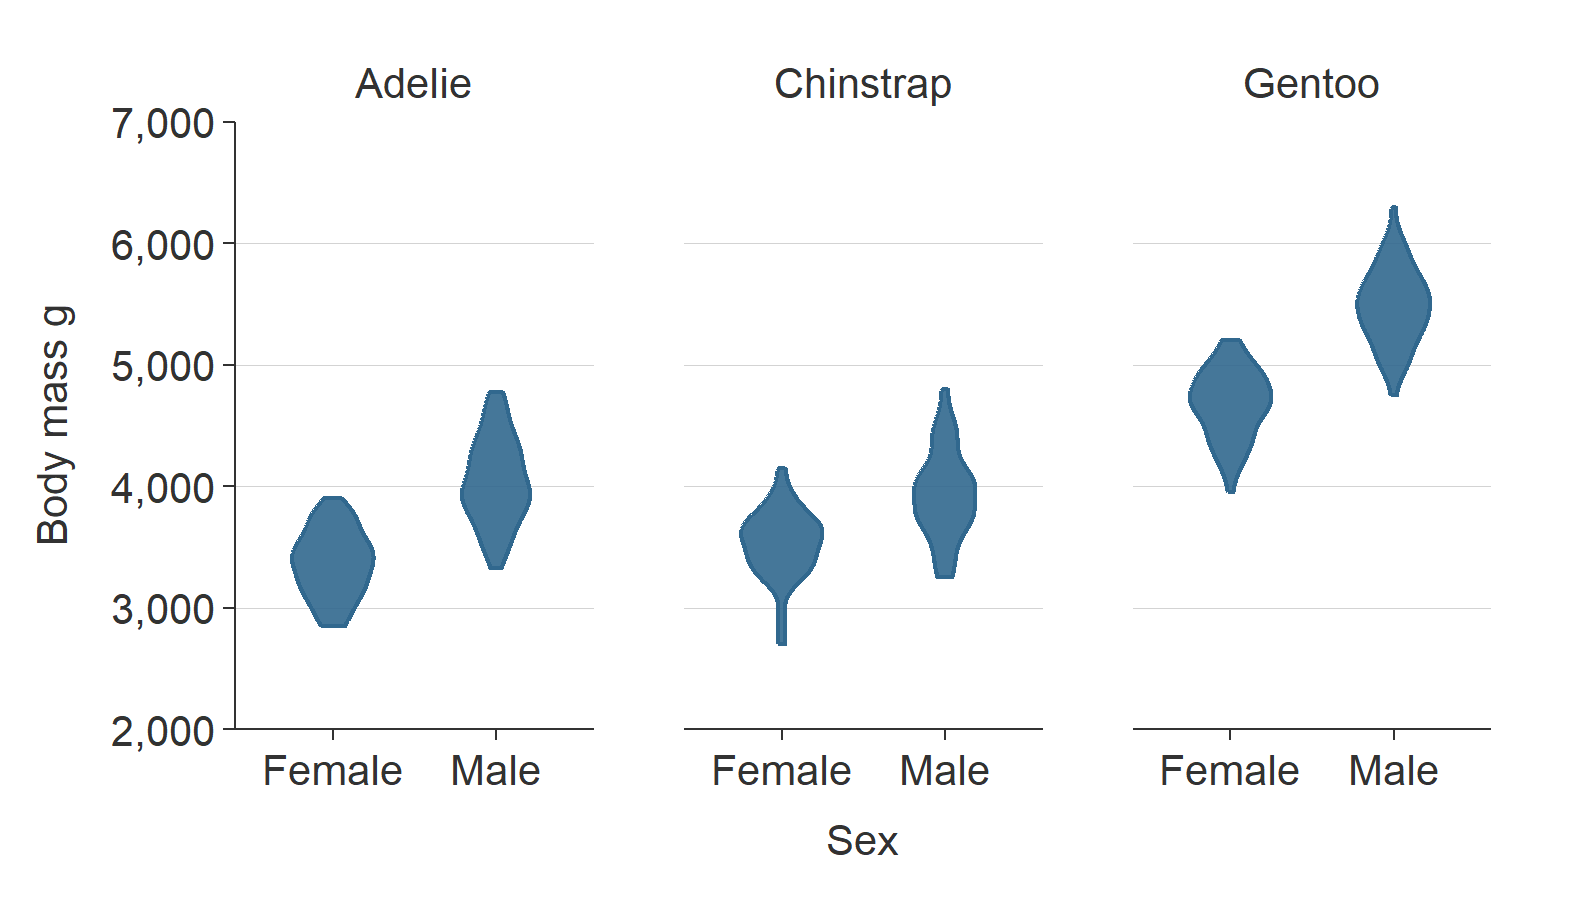 Adelie
Chinstrap
Gentoo
7,000
6,000
5,000
4,000
3,000
2,000
Body mass g
Female
Male
Female
Male
Female
Male
Sex